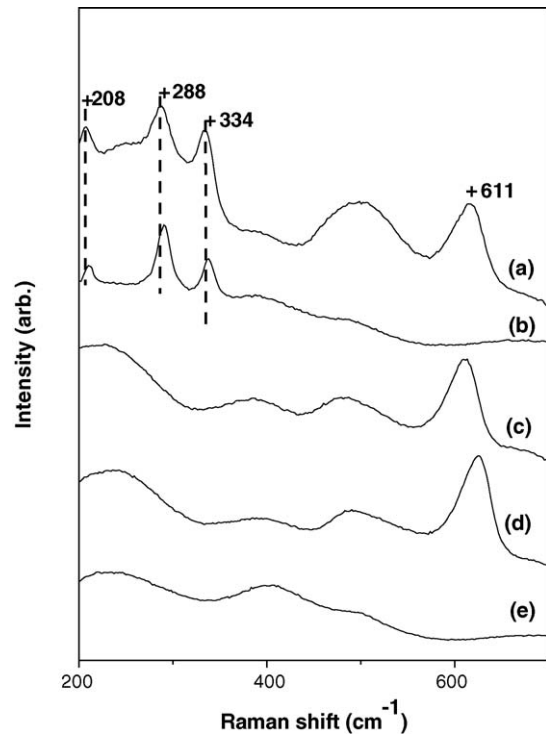 +208
+288
+334
+611
(a)
(b)
(c)
(d)
(e)
Intensity (arb.)
200
400
600
Raman shift (cm-1)